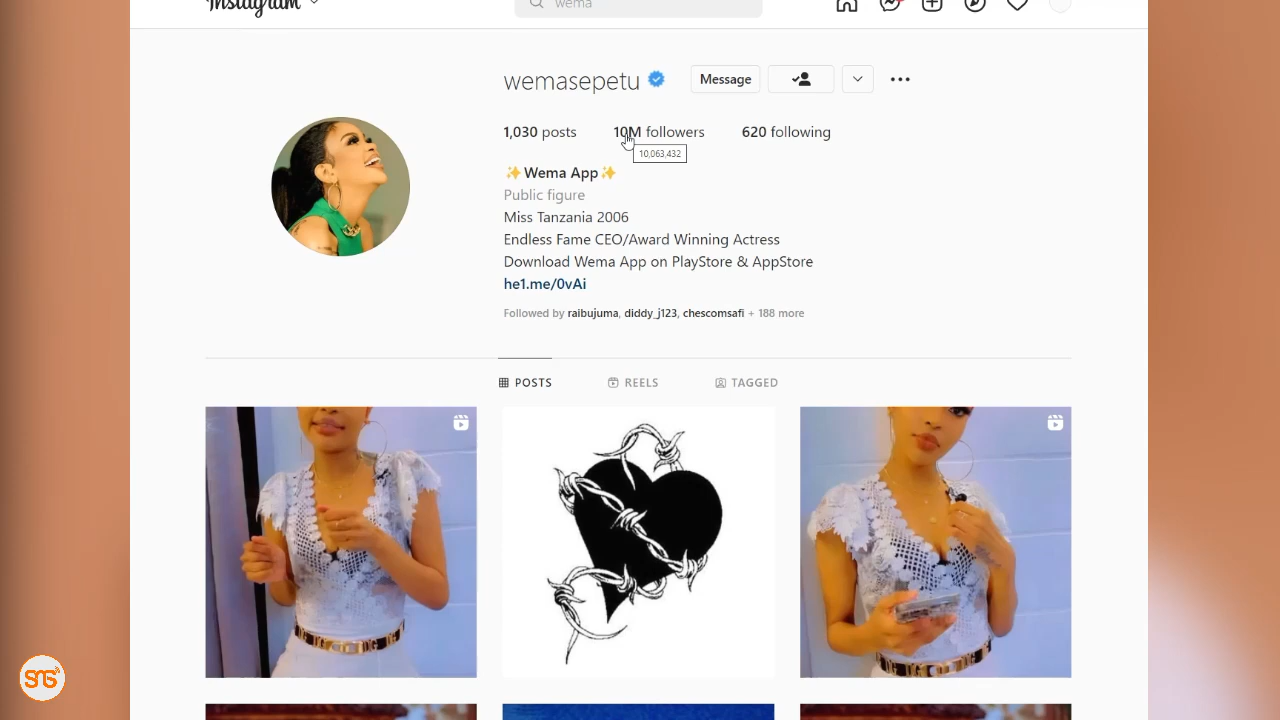 Instagram
wema
wemasepetu Message
1,030 posts 10M followers 620 following
10,063,432
✨Wema App✨
Public figure
Miss Tanzania 2006
Endless Fame CEO/Award Winning Actress
Download Wema App on PlayStore & AppStore
he1.me/0vAi
Followed by raibujuma, diddy_j123, chescomsafi + 188 more
POSTS REELS TAGGED
SNS